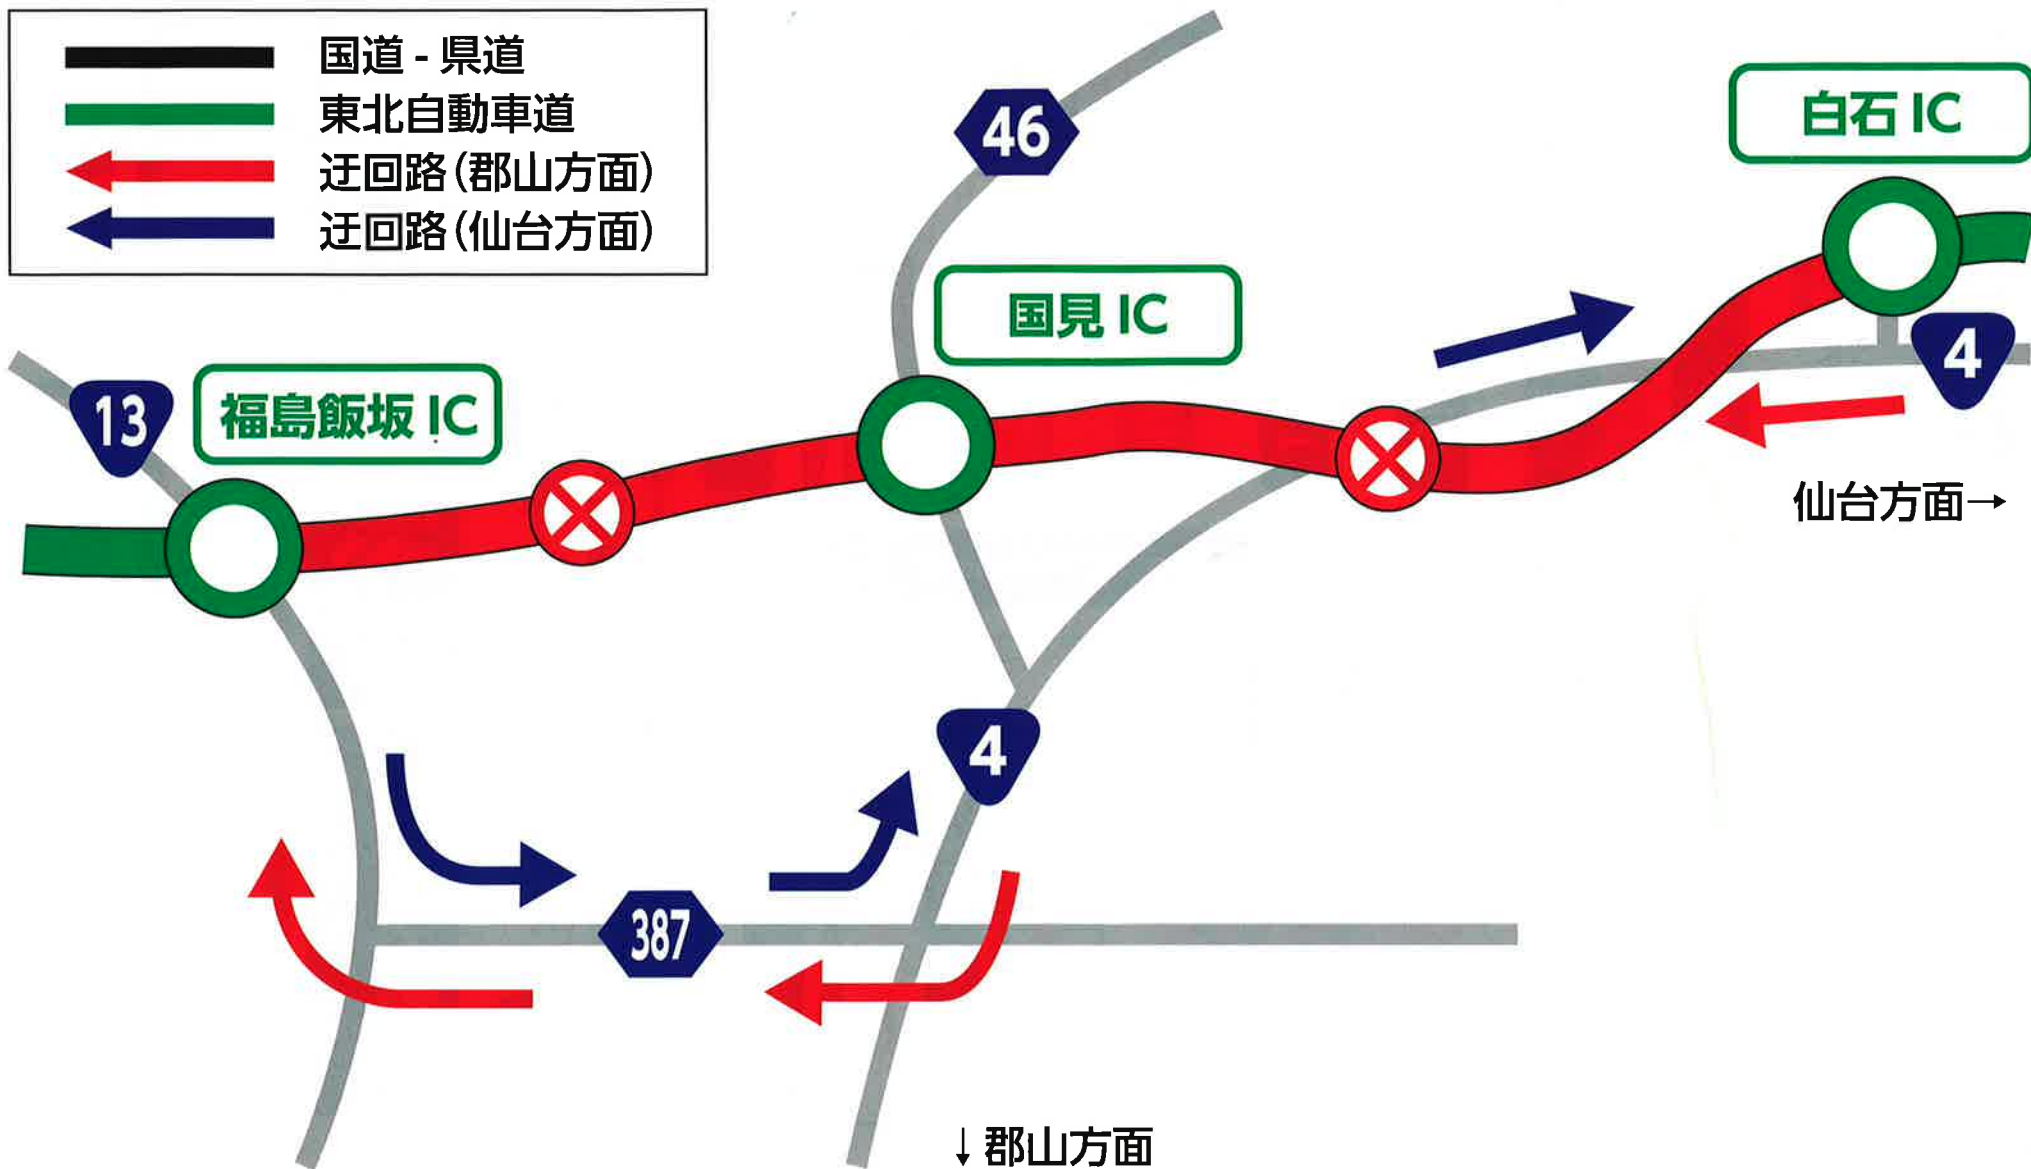 国道 - 県道
東北自動車道
迂回路(郡山方面)
迂回路(仙台方面)
46
白石 IC
国見 IC
4
13
福島飯坂 IC
仙台方面→
4
387
↓郡山方面